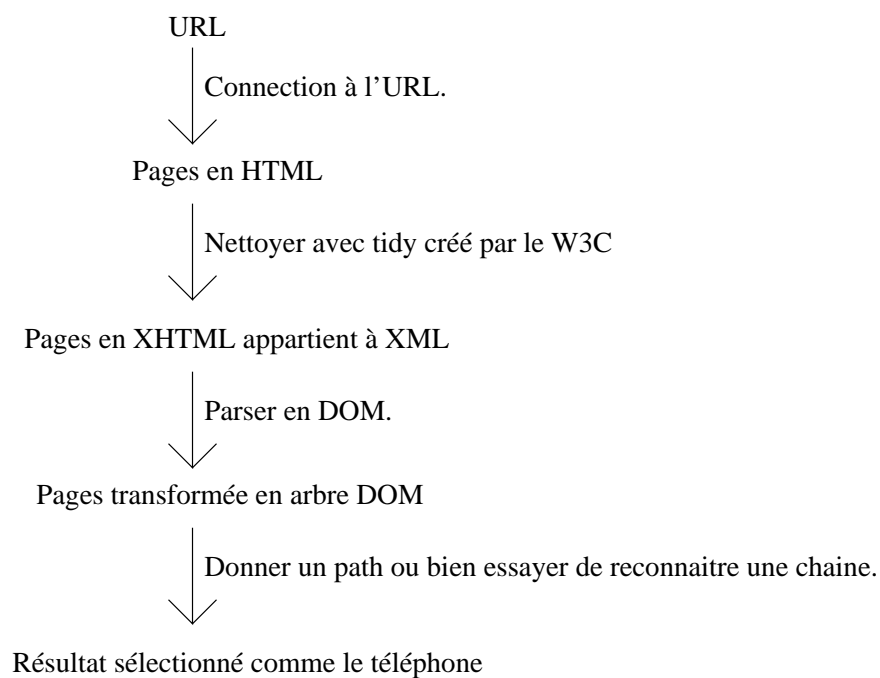 URL
Connection à l'URL.
Pages en HTML
Nettoyer avec tidy créé par le W3C
Pages en XHTML appartient à XML
Parser en DOM.
Pages transformée en arbre DOM
Donner un path ou bien essayer de reconnaitre une chaine.
Résultat sélectionné comme le téléphone